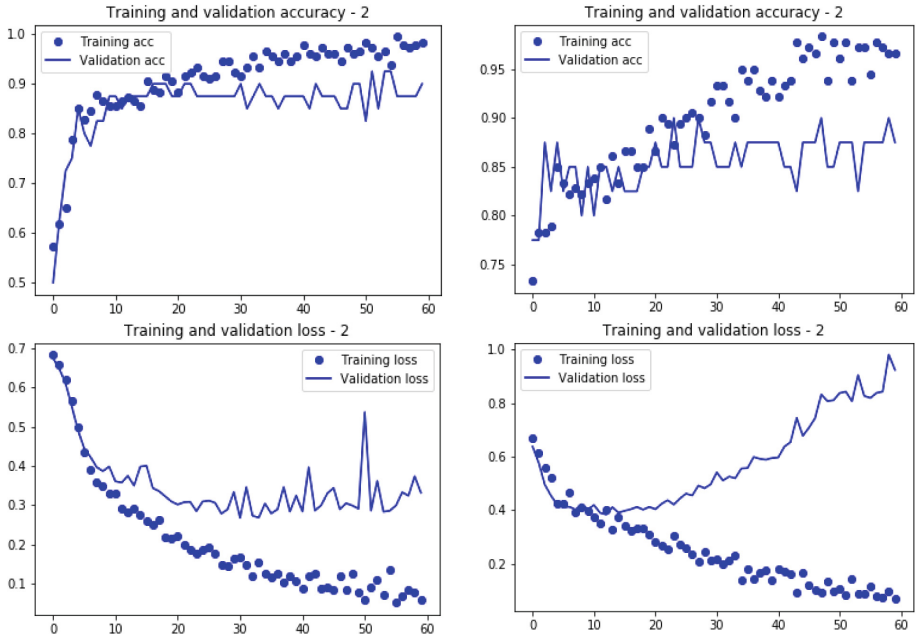 Training and validation accuracy - 2
1.0
0.9
0.8
0.7
0.6
0.5
Training acc
Validation acc
0 10 20 30 40 50 60
Training and validation accuracy - 2
0.95
0.90
0.85
0.80
0.75
Training acc
Validation acc
0 10 20 30 40 50 60
Training and validation loss - 2
0.7
0.6
0.5
0.4
0.3
0.2
0.1
Training loss
Validation loss
0 10 20 30 40 50 60
Training and validation loss - 2
1.0
0.8
0.6
0.4
0.2
Training loss
Validation loss
0 10 20 30 40 50 60